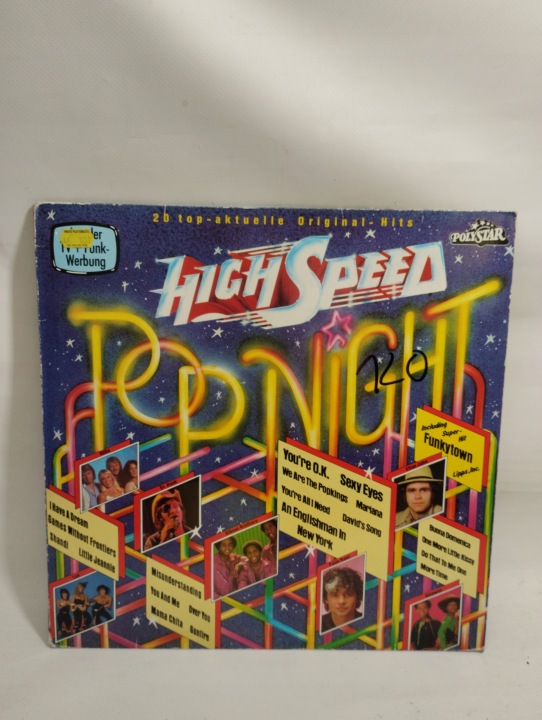 20 top-aktuelle Original-Hits
der
TV + Funk-
Werbung
POLYSTAR
HIGH SPEED
POP NIGHT
120
Including
Super-
Hit
Funkytown
Lipps, Inc.
You're O.K. Sexy Eyes
We Are The Popkings Mariana
You're All I Need David's Song
An Englishman In
New York
I Have A Dream
Games Without Frontiers
Shandi Little Jeannie
Misunderstanding
You And Me Over You
Mama Chita Bonfire
Buona Domenica
One More Little Kissy
Do That To Me One
More Time